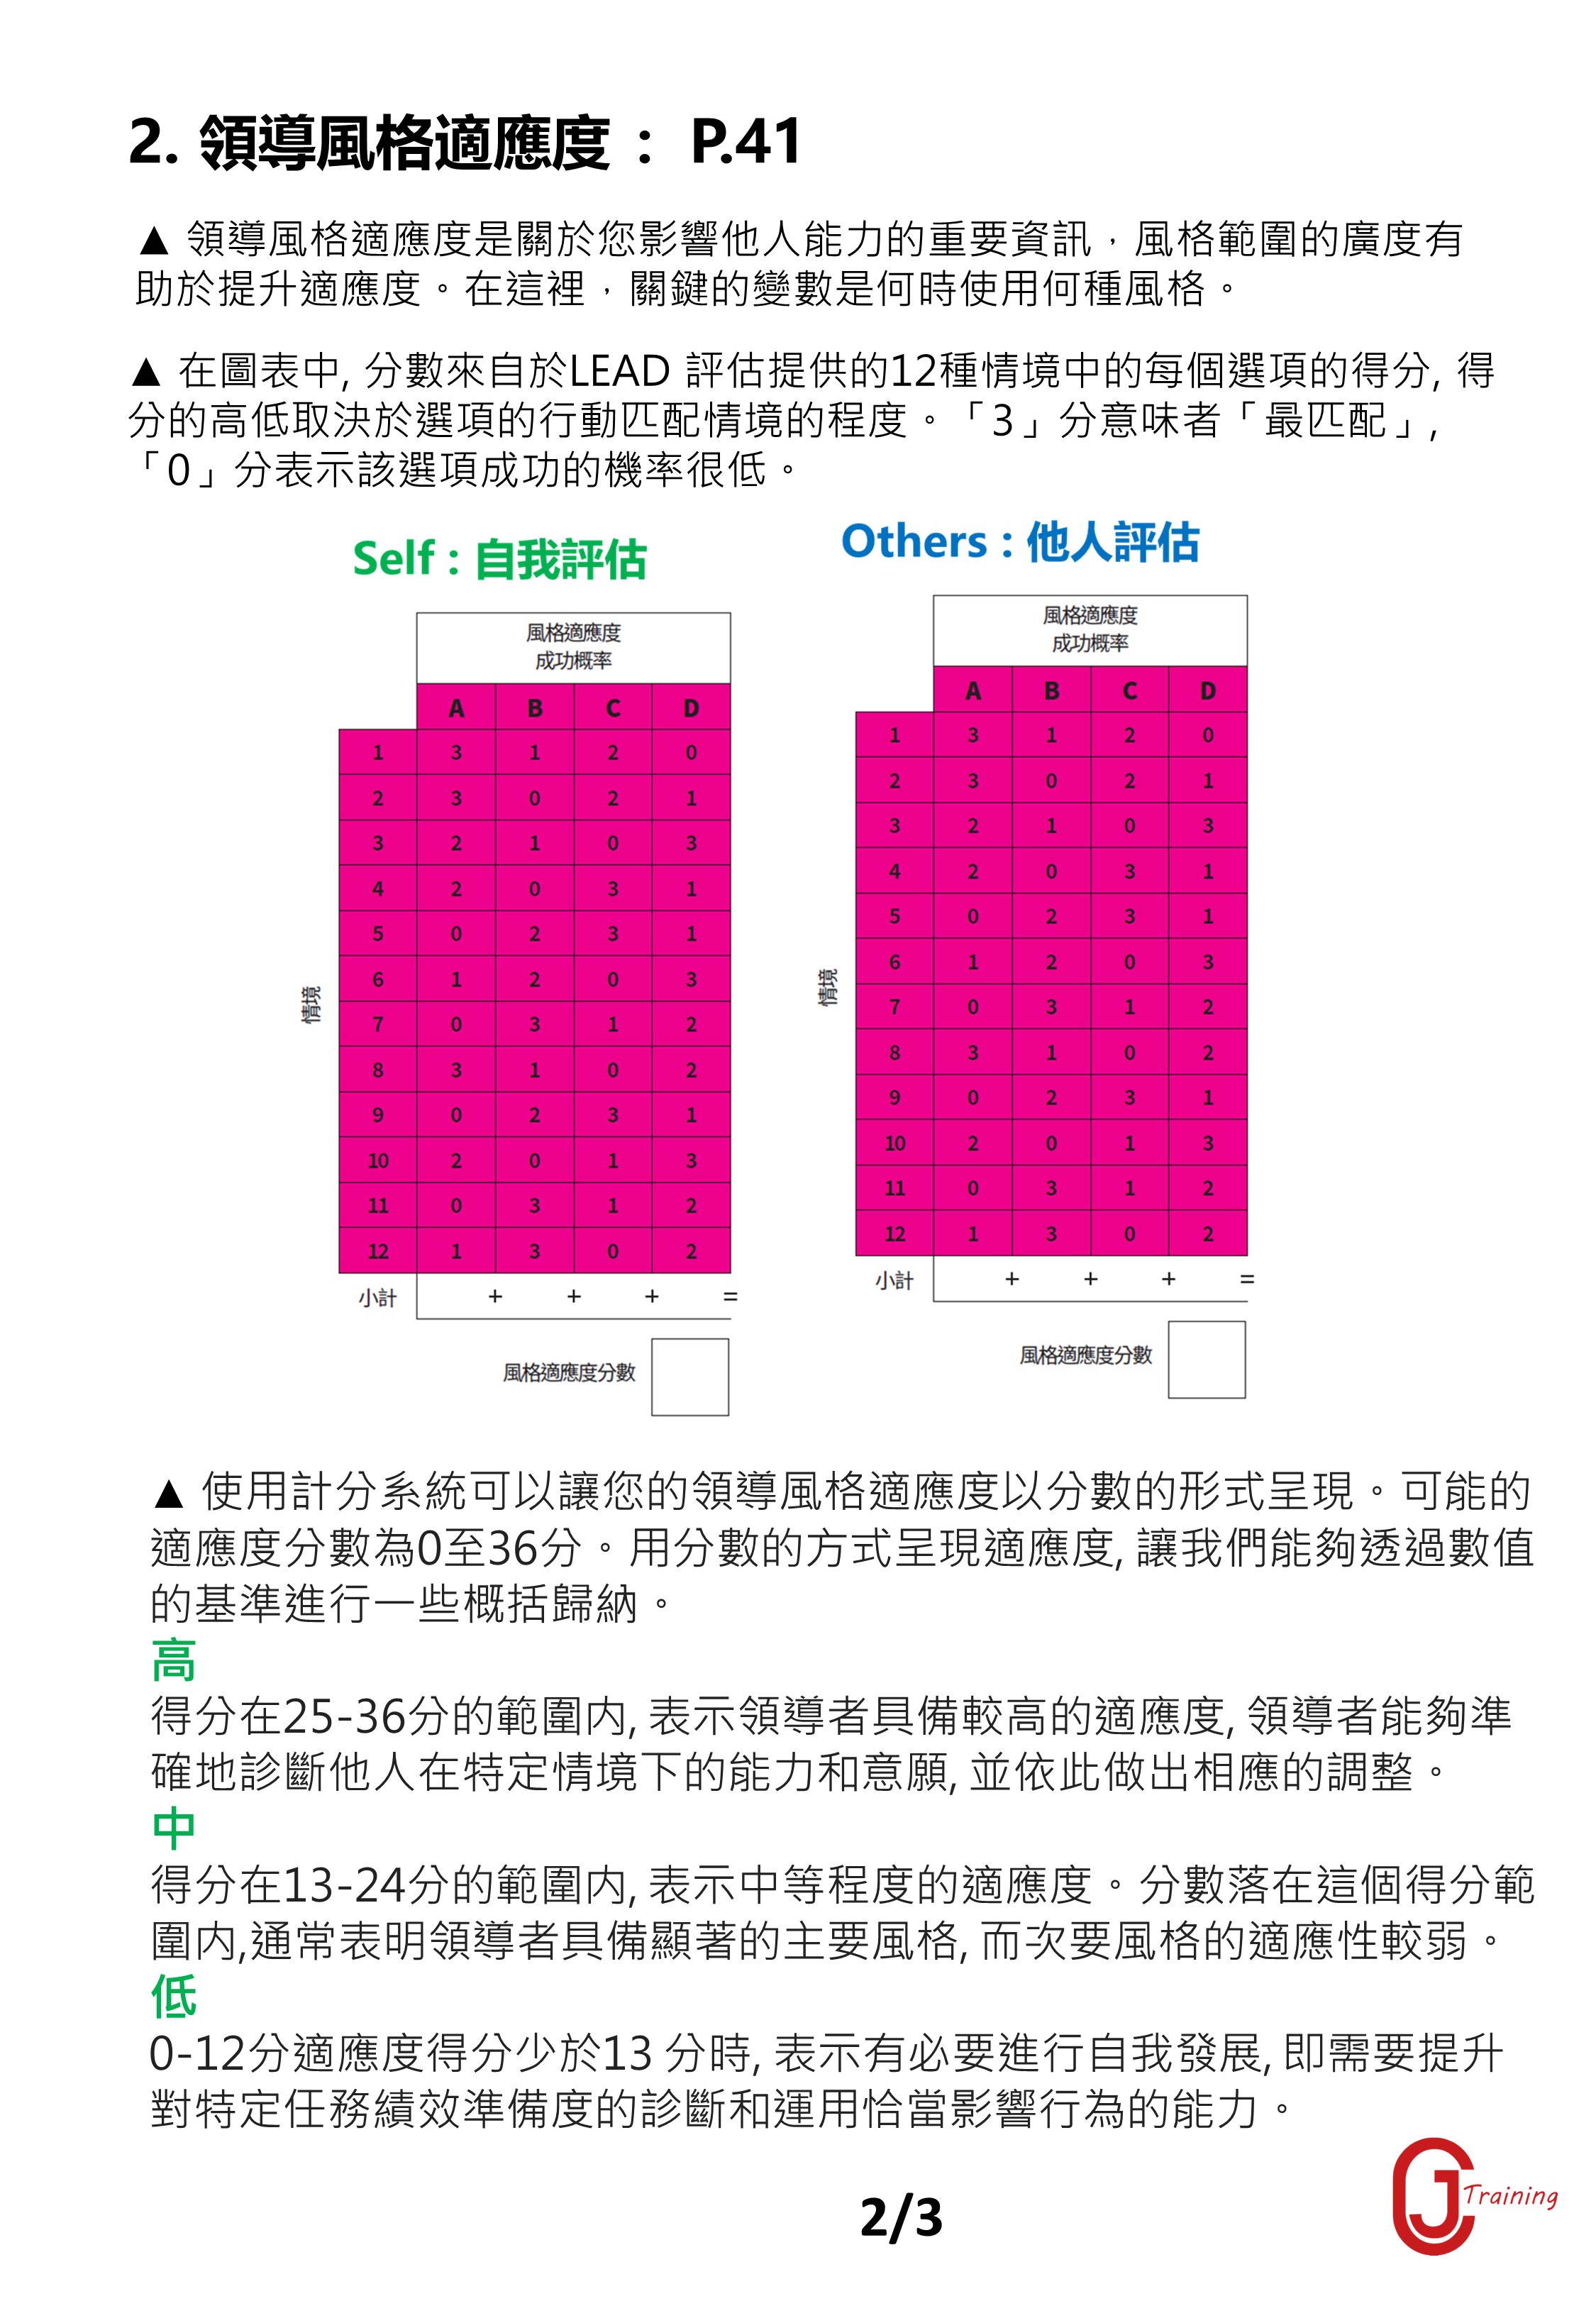 2. 領導風格適應度 : P.41
▲ 領導風格適應度是關於您影響他人能力的重要資訊，風格範圍的廣度有
助於提升適應度。在這裡，關鍵的變數是何時使用何種風格。
▲ 在圖表中, 分數來自於LEAD 評估提供的12種情境中的每個選項的得分, 得
分的高低取決於選項的行動匹配情境的程度。「3」分意味者「最匹配」,
「0」分表示該選項成功的機率很低。
Self : 自我評估
風格適應度
成功概率
A B C D
1 3 1 2 0
2 3 0 2 1
3 2 1 0 3
4 2 0 3 1
5 0 2 3 1
6 1 2 0 3
情境
7 0 3 1 2
8 3 1 0 2
9 0 2 3 1
10 2 0 1 3
11 0 3 1 2
12 1 3 0 2
小計 + + + =
風格適應度分數
Others : 他人評估
風格適應度
成功概率
A B C D
1 3 1 2 0
2 3 0 2 1
3 2 1 0 3
4 2 0 3 1
5 0 2 3 1
6 1 2 0 3
情境
7 0 3 1 2
8 3 1 0 2
9 0 2 3 1
10 2 0 1 3
11 0 3 1 2
12 1 3 0 2
小計 + + + =
風格適應度分數
▲ 使用計分系統可以讓您的領導風格適應度以分數的形式呈現。可能的
適應度分數為0至36分。用分數的方式呈現適應度, 讓我們能夠透過數值
的基準進行一些概括歸納。
高
得分在25-36分的範圍內, 表示領導者具備較高的適應度, 領導者能夠準
確地診斷他人在特定情境下的能力和意願, 並依此做出相應的調整。
中
得分在13-24分的範圍內, 表示中等程度的適應度。分數落在這個得分範
圍內,通常表明領導者具備顯著的主要風格, 而次要風格的適應性較弱。
低
0-12分適應度得分少於13 分時, 表示有必要進行自我發展, 即需要提升
對特定任務績效準備度的診斷和運用恰當影響行為的能力。
2/3
CJ Training